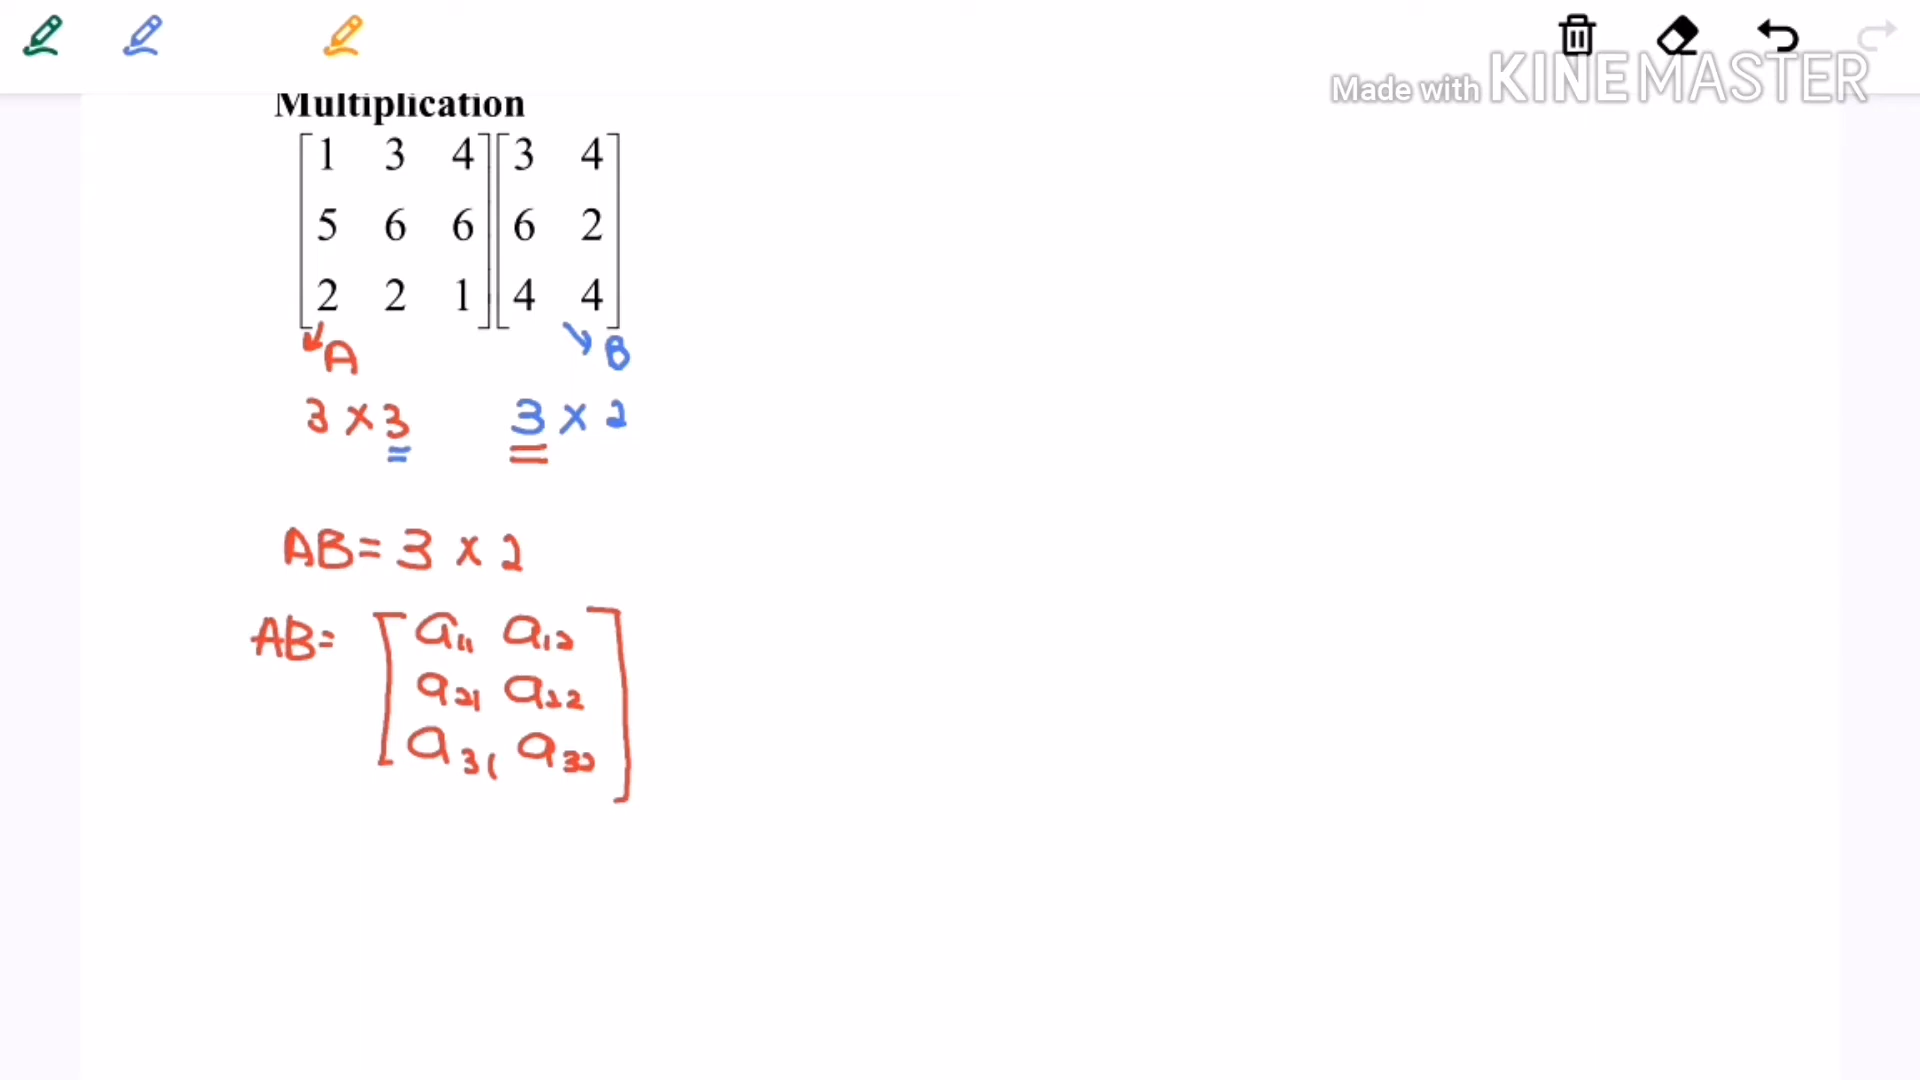 Made with KINEMASTER
Multiplication
1 3 4 3 4
5 6 6 6 2
2 2 1 4 4
A B
3 × 3 3 × 2
AB = 3 × 2
AB = a11 a12
a21 a22
a31 a32